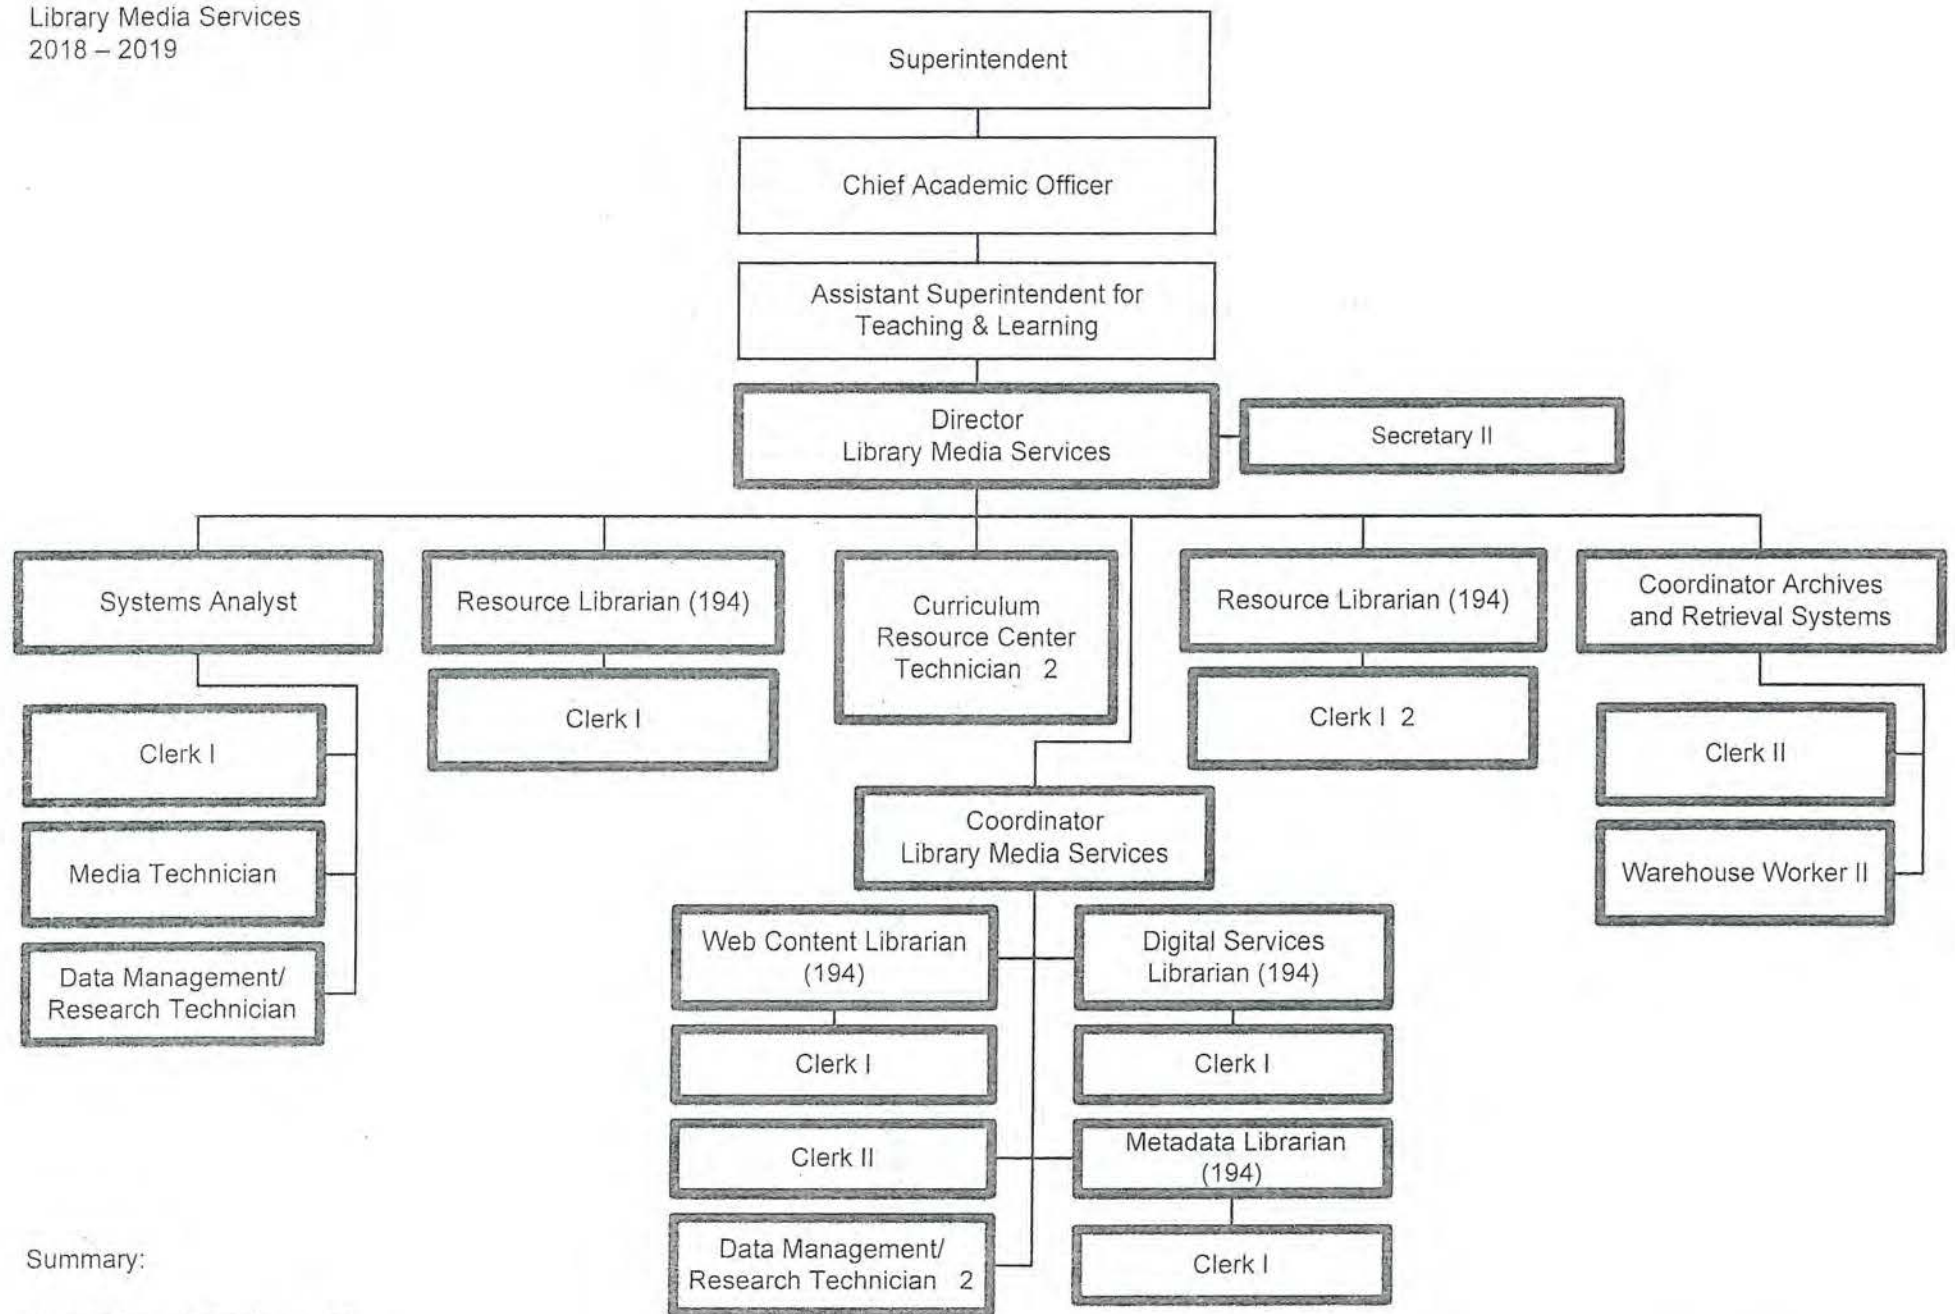 Library Media Services
2018 – 2019
Superintendent
Chief Academic Officer
Assistant Superintendent for
Teaching & Learning
Director
Library Media Services
Secretary II
Systems Analyst
Resource Librarian (194)
Curriculum
Resource Center
Technician 2
Resource Librarian (194)
Coordinator Archives
and Retrieval Systems
Clerk I
Media Technician
Data Management/
Research Technician
Clerk I
Clerk I 2
Clerk II
Warehouse Worker II
Coordinator
Library Media Services
Web Content Librarian
(194)
Digital Services
Librarian (194)
Clerk I
Clerk I
Clerk II
Metadata Librarian
(194)
Data Management/
Research Technician 2
Clerk I
Summary: